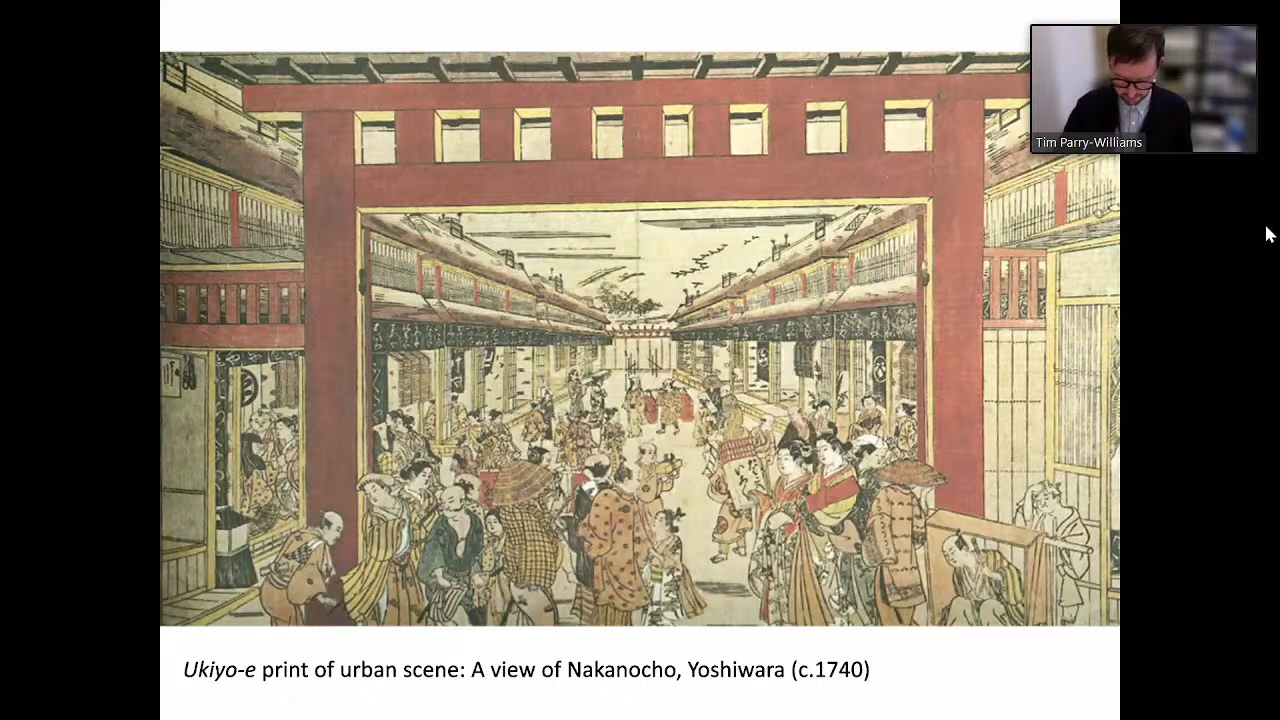 Tim Parry-Williams
Ukiyo-e print of urban scene: A view of Nakanocho, Yoshiwara (c.1740)